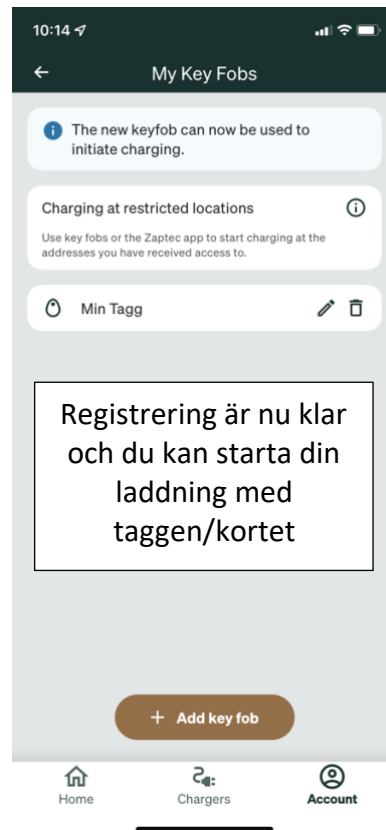 10:14
My Key Fobs
The new keyfob can now be used to
initiate charging.
Charging at restricted locations
Use key fobs or the Zaptec app to start charging at the
addresses you have received access to.
Min Tagg
Registrering är nu klar
och du kan starta din
laddning med
taggen/kortet
+ Add key fob
Home Chargers Account